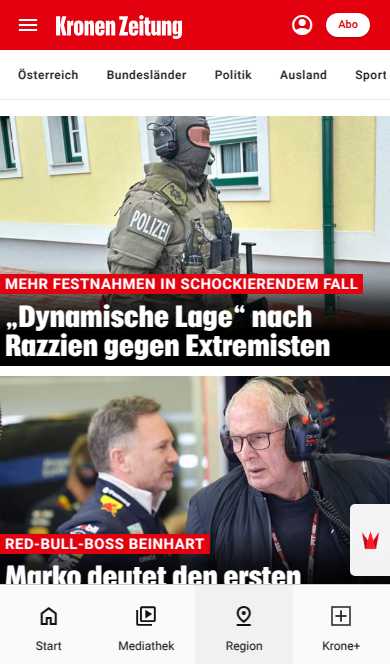 Kronen Zeitung
Abo
Österreich Bundesländer Politik Ausland Sport
POLIZEI
MEHR FESTNAHMEN IN SCHOCKIERENDEM FALL
„Dynamische Lage“ nach
Razzien gegen Extremisten
RED-BULL-BOSS BEINHART
Marko deutet den ersten
Start Mediathek Region Krone+